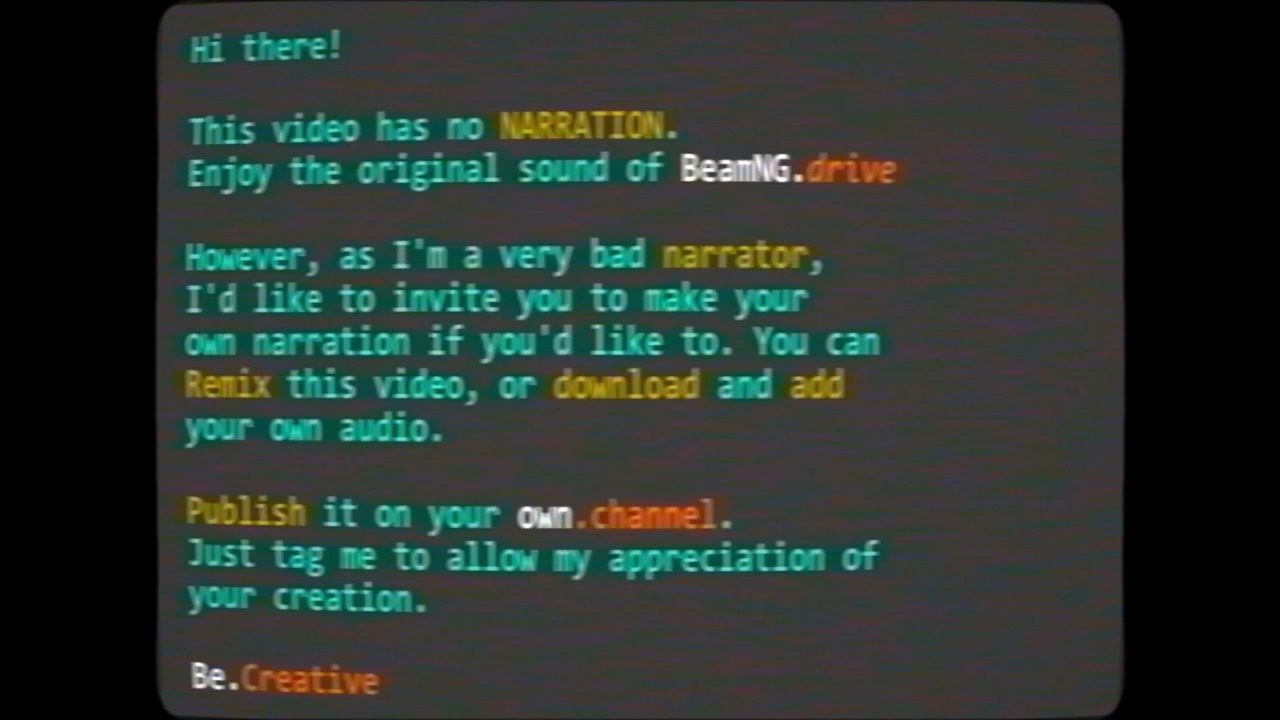 Hi there!
This video has no NARRATION.
Enjoy the original sound of BeamNG.drive
However, as I'm a very bad narrator,
I'd like to invite you to make your
own narration if you'd like to. You can
Remix this video, or download and add
your own audio.
Publish it on your own.channel.
Just tag me to allow my appreciation of
your creation.
Be.Creative